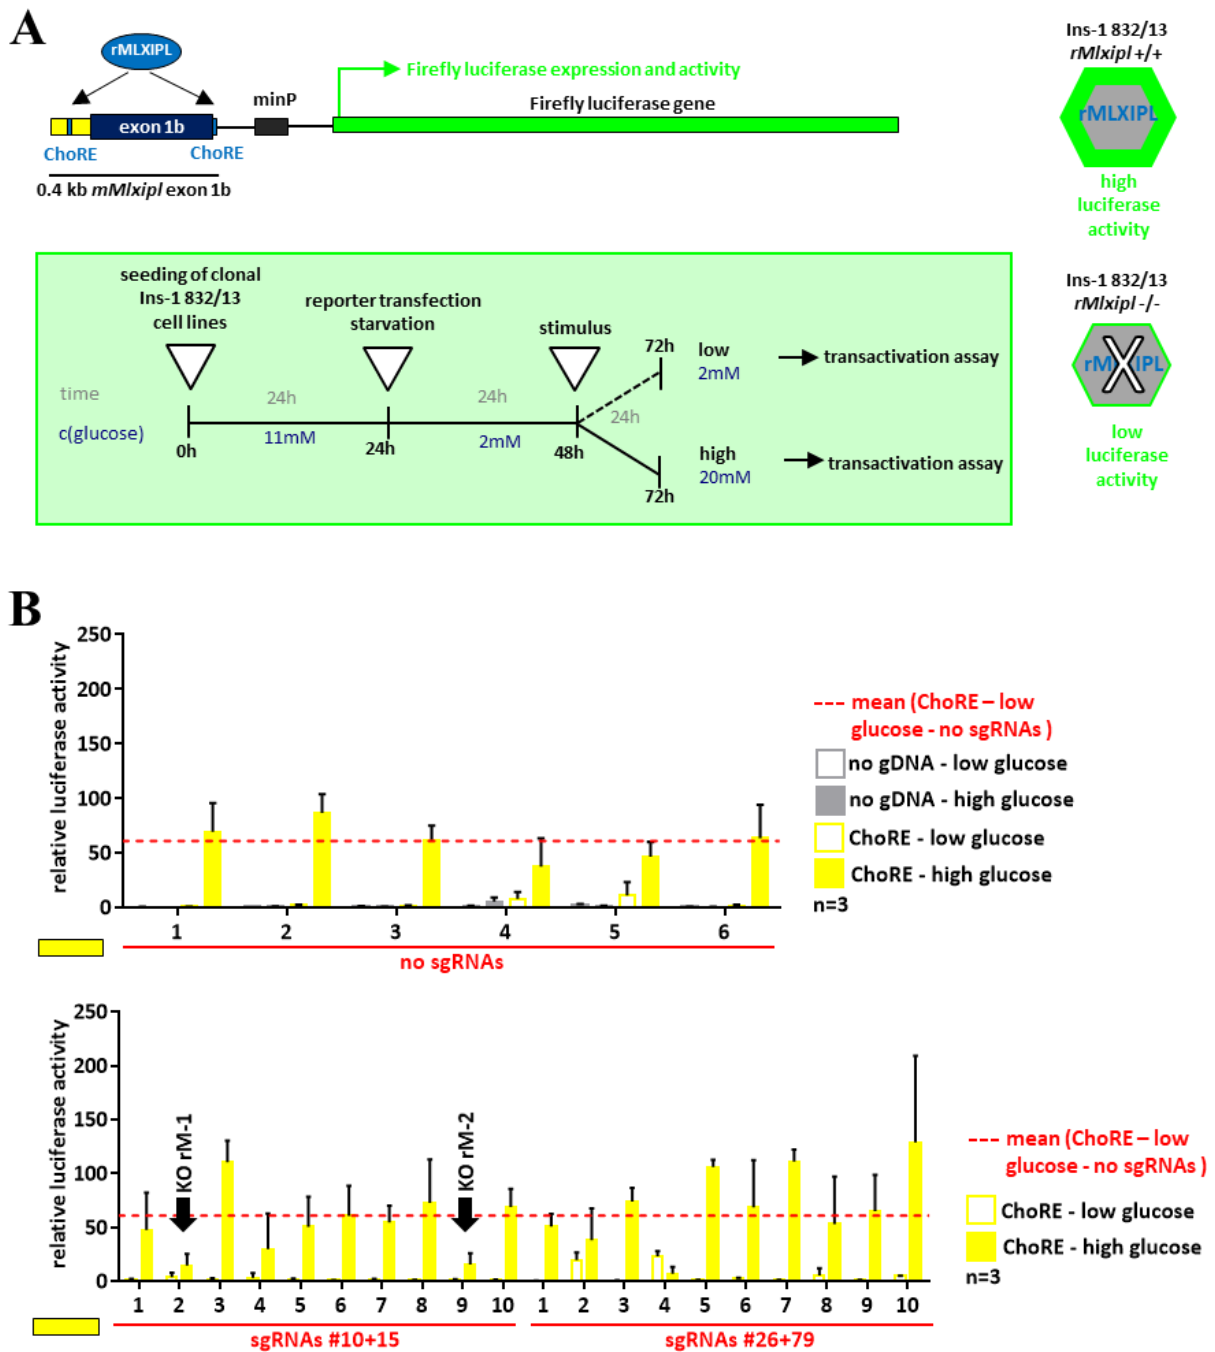 A
rMLXIPL
Firefly luciferase expression and activity
minP
Firefly luciferase gene
exon 1b
ChoRE
ChoRE
0.4 kb mMlxipl exon 1b
Ins-1 832/13
rMlxipl +/+
rMLXIPL
high
luciferase
activity
Ins-1 832/13
rMlxipl -/-
rM IPL
low
luciferase
activity
seeding of clonal
Ins-1 832/13
cell lines
reporter transfection
starvation
stimulus
72h
low
2mM
transactivation assay
time
24h
24h
24h
c(glucose)
11mM
2mM
0h
24h
48h
high
20mM
transactivation assay
72h
B
relative luciferase activity
250
200
150
100
50
0
1 2 3 4 5 6
no sgRNAs
mean (ChoRE – low
glucose - no sgRNAs )
no gDNA - low glucose
no gDNA - high glucose
ChoRE - low glucose
ChoRE - high glucose
n=3
relative luciferase activity
250
200
150
100
50
0
KO rM-1
KO rM-2
1 2 3 4 5 6 7 8 9 10 1 2 3 4 5 6 7 8 9 10
sgRNAs #10+15
sgRNAs #26+79
mean (ChoRE – low
glucose - no sgRNAs )
ChoRE - low glucose
ChoRE - high glucose
n=3